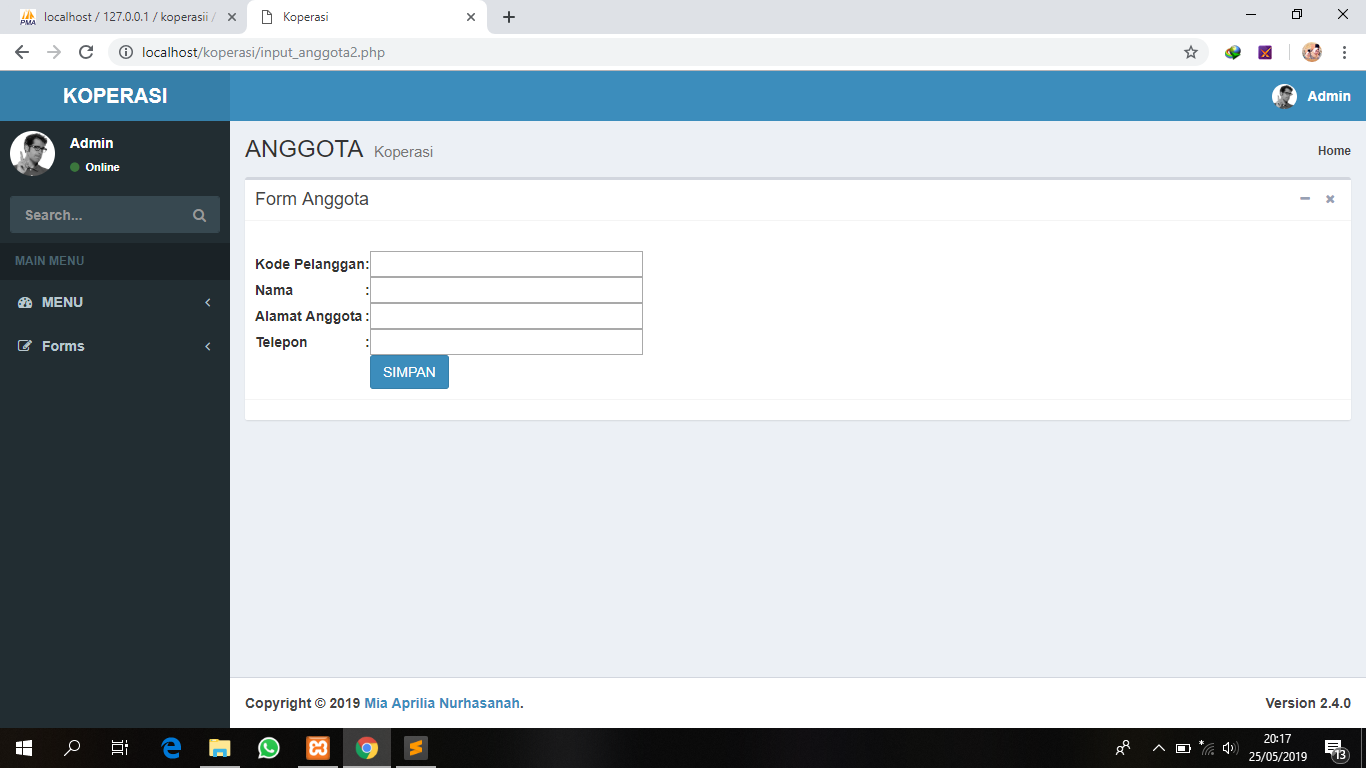 localhost / 127.0.0.1 / koperasii /
Koperasi
localhost/koperasi/input_anggota2.php
KOPERASI
Admin
Admin
Online
Search...
MAIN MENU
MENU
Forms
ANGGOTA Koperasi
Home
Form Anggota
Kode Pelanggan:
Nama :
Alamat Anggota :
Telepon :
SIMPAN
Copyright © 2019 Mia Aprilia Nurhasanah.
Version 2.4.0
20:17
25/05/2019
13
PMA